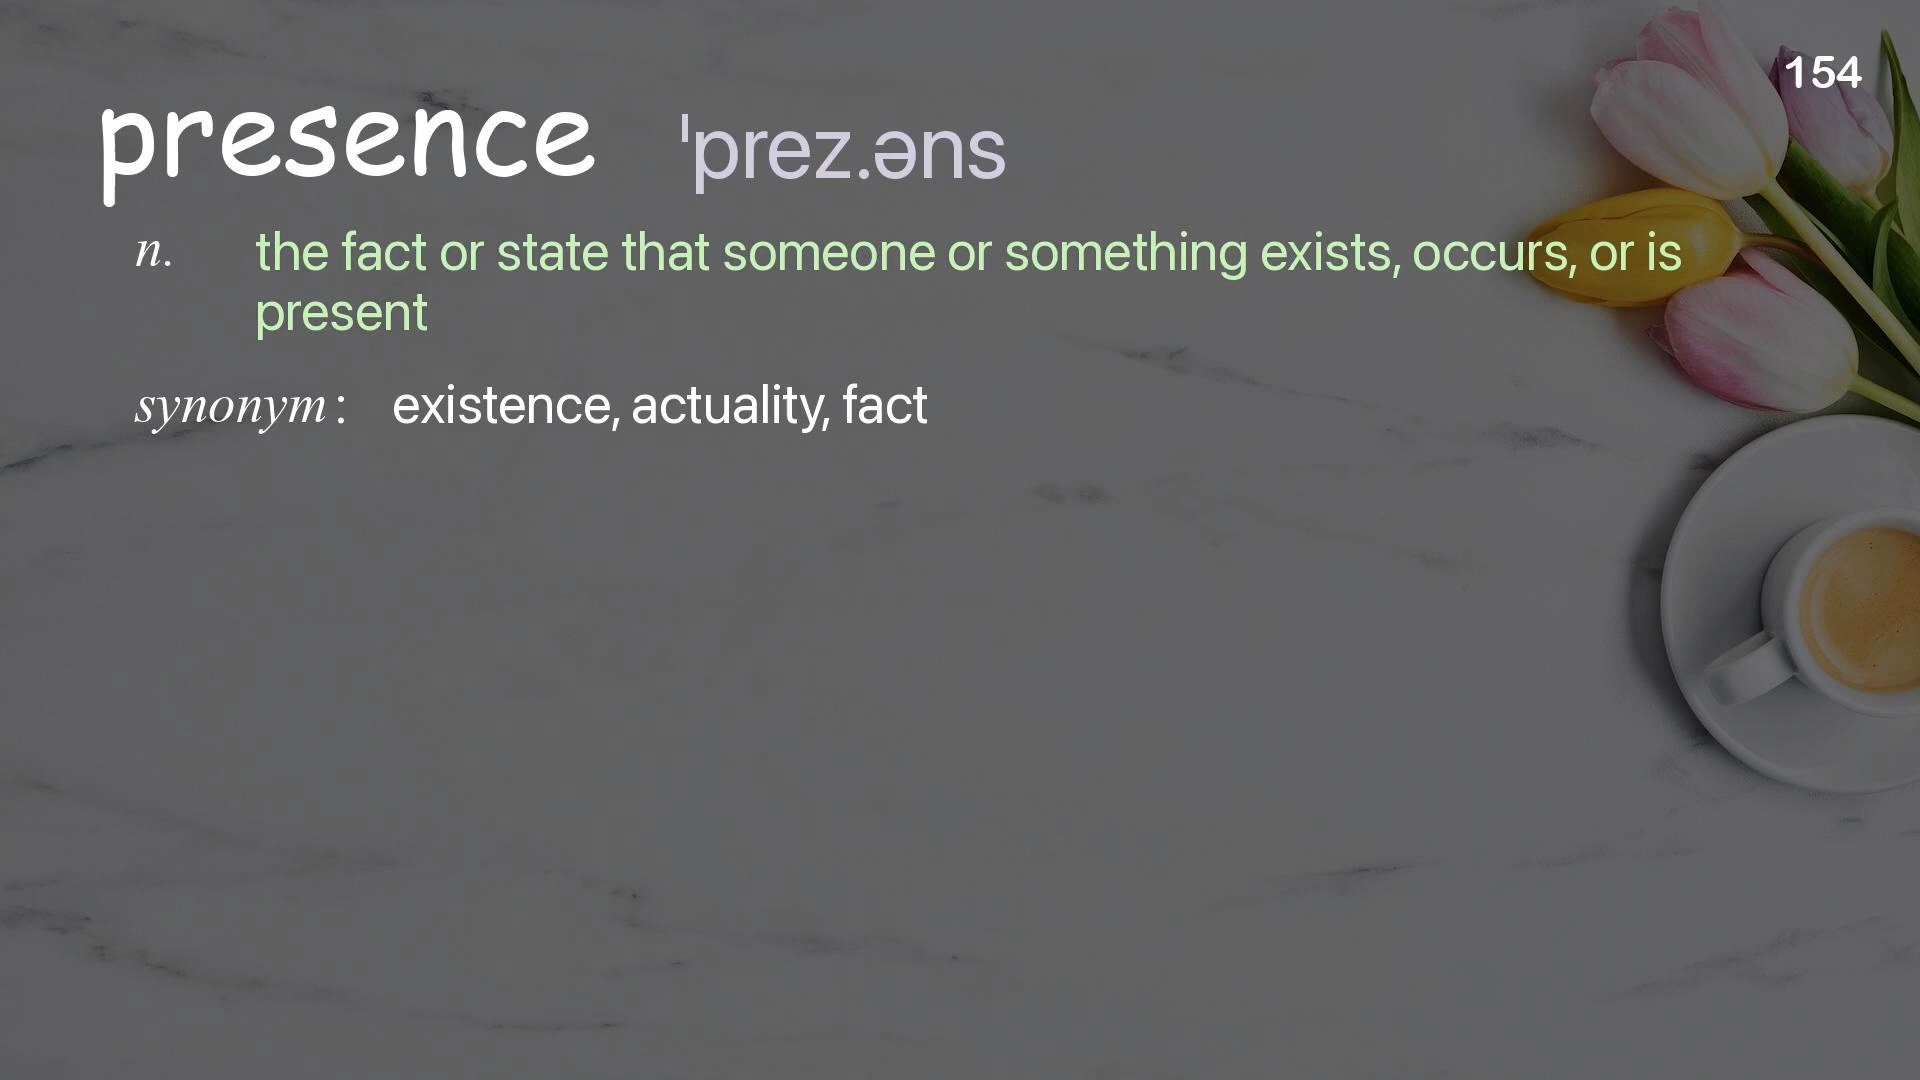 154
presence ˈprez.əns
n. the fact or state that someone or something exists, occurs, or is
present
synonym: existence, actuality, fact